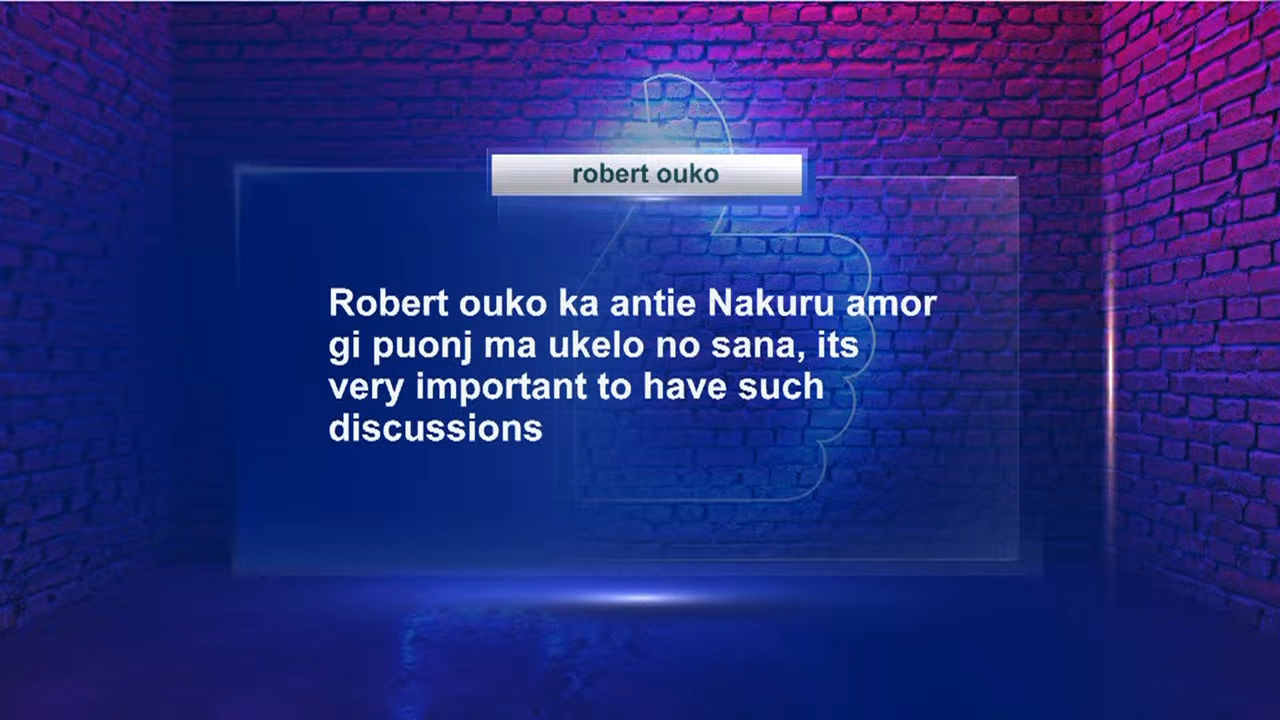 robert ouko
Robert ouko ka antie Nakuru amor
gi puonj ma ukelo no sana, its
very important to have such
discussions